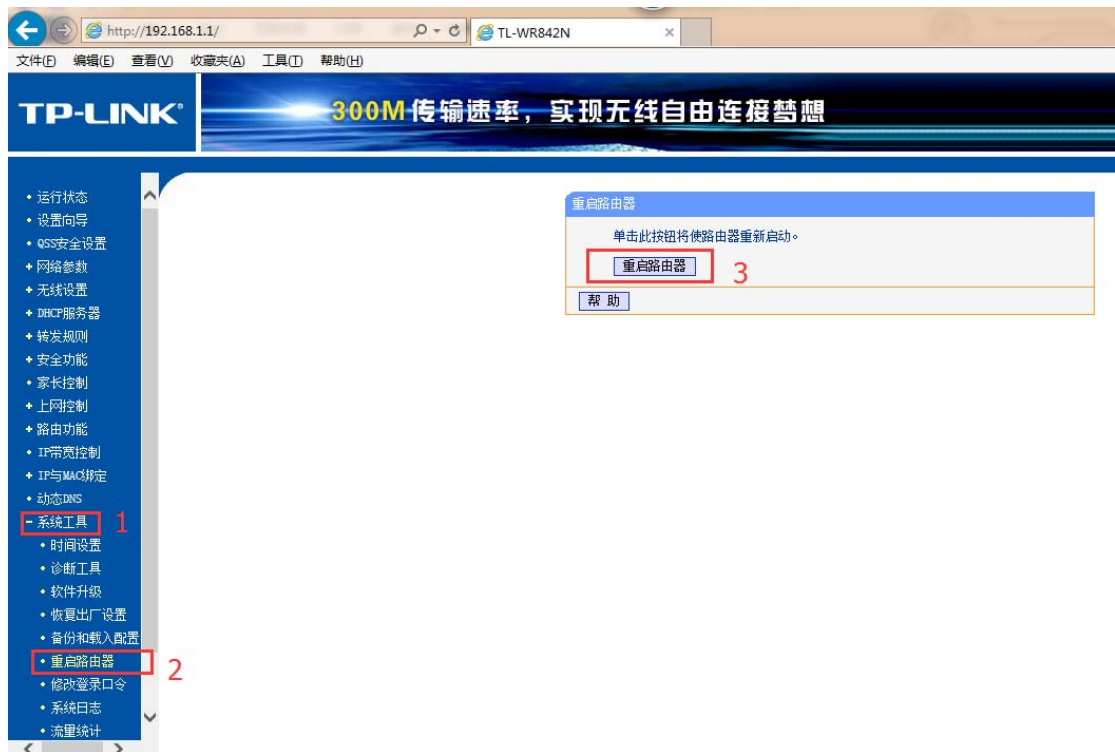 http://192.168.1.1/
TL-WR842N
文件(F) 编辑(E) 查看(V) 收藏夹(A) 工具(T) 帮助(H)
TP-LINK®
300M传输速率，实现无线自由连接梦想
• 运行状态
• 设置向导
• QSS安全设置
+ 网络参数
+ 无线设置
+ DHCP服务器
+ 转发规则
+ 安全功能
• 家长控制
+ 上网控制
+ 路由功能
• IP带宽控制
+ IP与MAC绑定
• 动态DNS
- 系统工具 1
• 时间设置
• 诊断工具
• 软件升级
• 恢复出厂设置
• 备份和载入配置
• 重启路由器 2
• 修改登录口令
• 系统日志
• 流量统计
重启路由器
单击此按钮将使路由器重新启动。
重启路由器 3
帮 助